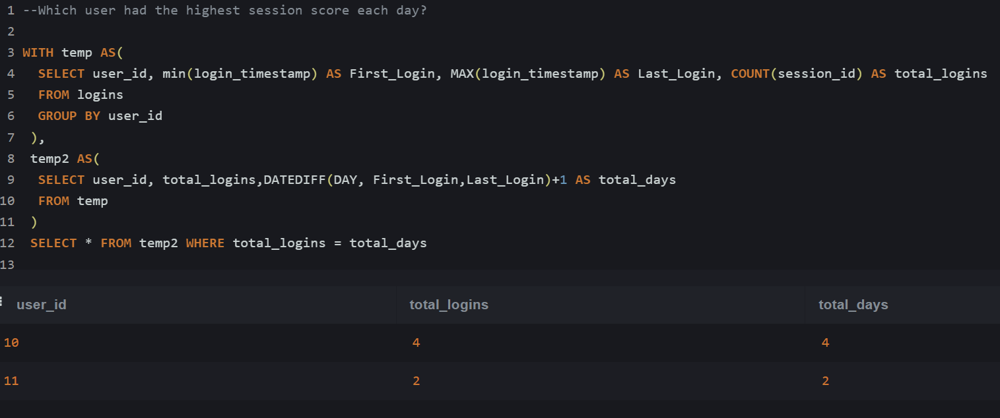 1 --Which user had the highest session score each day?
2
3 WITH temp AS(
4 SELECT user_id, min(login_timestamp) AS First_Login, MAX(login_timestamp) AS Last_Login, COUNT(session_id) AS total_logins
5 FROM logins
6 GROUP BY user_id
7 ),
8 temp2 AS(
9 SELECT user_id, total_logins,DATEDIFF(DAY, First_Login,Last_Login)+1 AS total_days
10 FROM temp
11 )
12 SELECT * FROM temp2 WHERE total_logins = total_days
13
user_id total_logins total_days
10 4 4
11 2 2